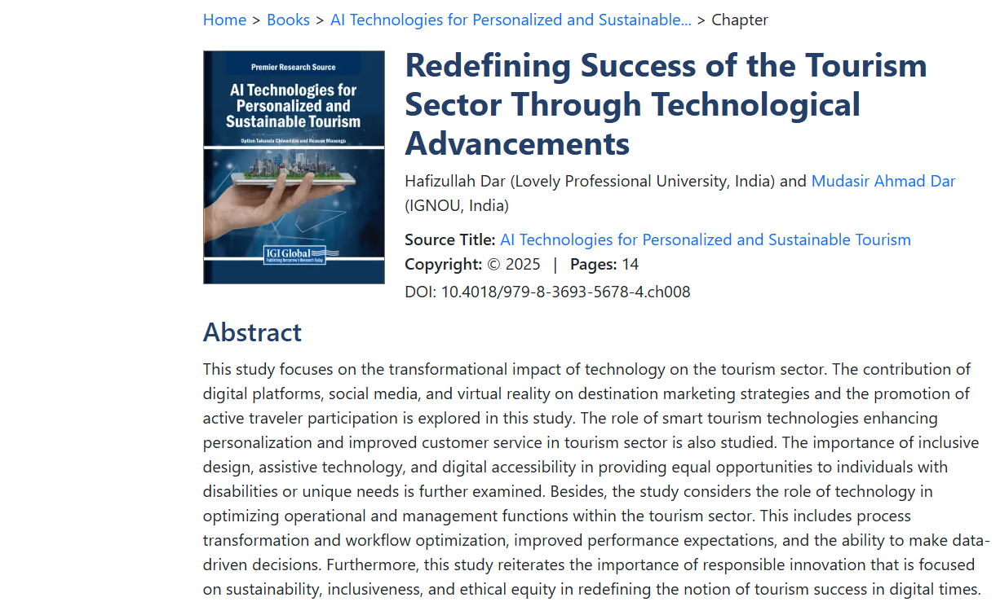 Home > Books > AI Technologies for Personalized and Sustainable... > Chapter
Premier Research Source
AI Technologies for
Personalized and
Sustainable Tourism
Option Takunda Chiwaridzo and Reason Masengu
IGI Global
Publishing Tomorrow's Research Today
Redefining Success of the Tourism
Sector Through Technological
Advancements
Hafizullah Dar (Lovely Professional University, India) and Mudasir Ahmad Dar
(IGNOU, India)
Source Title: AI Technologies for Personalized and Sustainable Tourism
Copyright: © 2025 | Pages: 14
DOI: 10.4018/979-8-3693-5678-4.ch008
Abstract
This study focuses on the transformational impact of technology on the tourism sector. The contribution of
digital platforms, social media, and virtual reality on destination marketing strategies and the promotion of
active traveler participation is explored in this study. The role of smart tourism technologies enhancing
personalization and improved customer service in tourism sector is also studied. The importance of inclusive
design, assistive technology, and digital accessibility in providing equal opportunities to individuals with
disabilities or unique needs is further examined. Besides, the study considers the role of technology in
optimizing operational and management functions within the tourism sector. This includes process
transformation and workflow optimization, improved performance expectations, and the ability to make data-
driven decisions. Furthermore, this study reiterates the importance of responsible innovation that is focused
on sustainability, inclusiveness, and ethical equity in redefining the notion of tourism success in digital times.